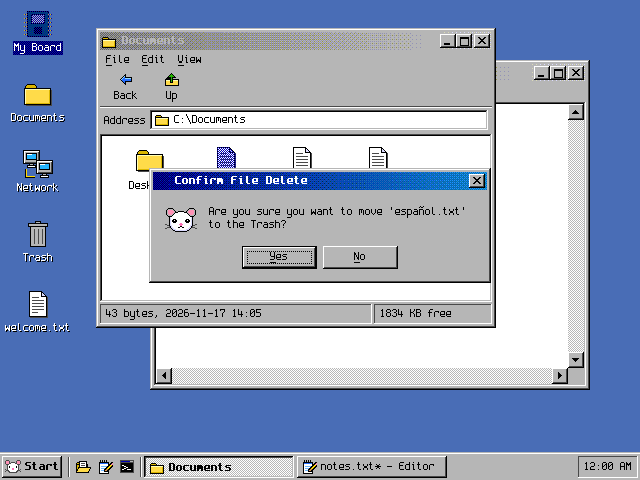 My Board
Documents
Network
Trash
welcome.txt
Documents
File Edit View
Back Up
Address C:\Documents
Confirm File Delete
Are you sure you want to move 'español.txt'
to the Trash?
Yes No
43 bytes, 2026-11-17 14:05 1834 KB free
Start Documents notes.txt* - Editor 12:00 AM